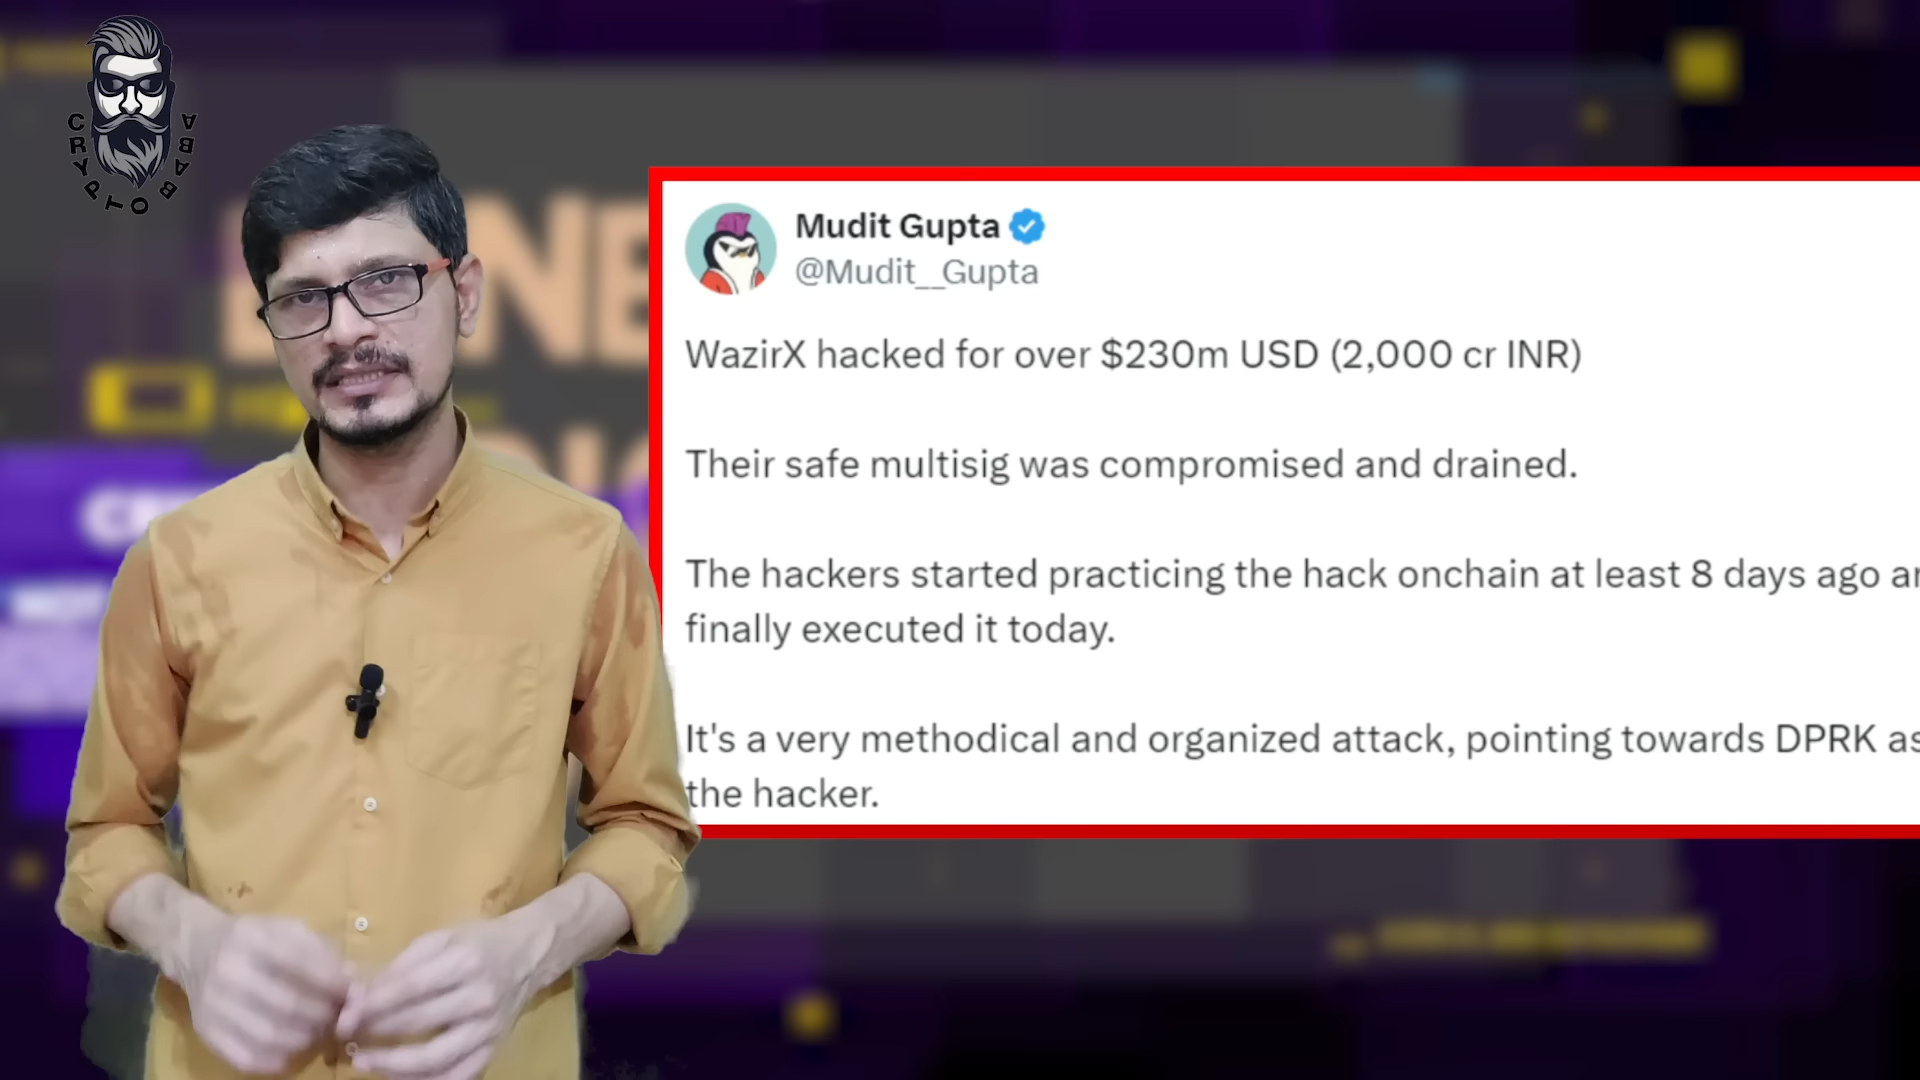 CRYPTO BABA
Mudit Gupta
@Mudit__Gupta
WazirX hacked for over $230m USD (2,000 cr INR)
Their safe multisig was compromised and drained.
The hackers started practicing the hack onchain at least 8 days ago
finally executed it today.
It's a very methodical and organized attack, pointing towards DPRK as
the hacker.